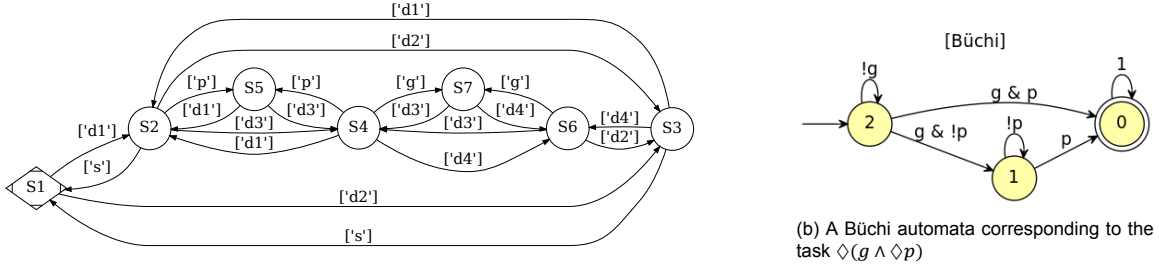 ['d1']
['d2']
['p']
S5
['p']
['g']
S7
['g']
['d1']
['d3']
['d3']
['d4']
['d4']
['d1']
S2
['d3']
S4
['d3']
S6
['d2']
S3
['d1']
['s']
['d4']
S1
['d2']
['s']
[Büchi]
!g
1
g & p
2
0
g & !p
!p
p
1
(b) A Büchi automata corresponding to the
task ◊(g ∧ ◊p)